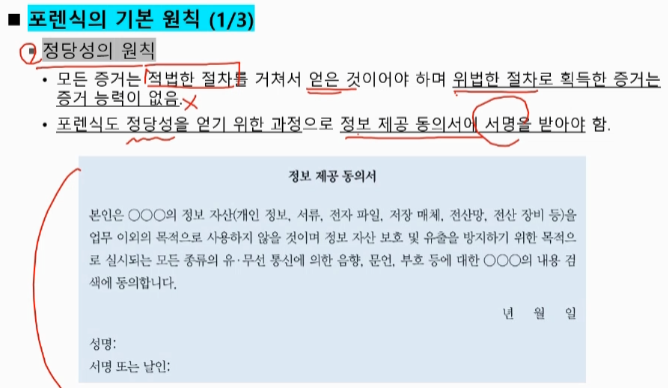 ■ 포렌식의 기본 원칙 (1/3)
▪ 정당성의 원칙
• 모든 증거는 적법한 절차를 거쳐서 얻은 것이어야 하며 위법한 절차로 획득한 증거는
증거 능력이 없음.
• 포렌식도 정당성을 얻기 위한 과정으로 정보 제공 동의서에 서명을 받아야 함.
정보 제공 동의서
본인은 〇〇〇의 정보 자산(개인 정보, 서류, 전자 파일, 저장 매체, 전산망, 전산 장비 등)을
업무 이외의 목적으로 사용하지 않을 것이며 정보 자산 보호 및 유출을 방지하기 위한 목적으
로 실시되는 모든 종류의 유·무선 통신에 의한 음향, 문언, 부호 등에 대한 〇〇〇의 내용 검
색에 동의합니다.
년 월 일
성명:
서명 또는 날인: